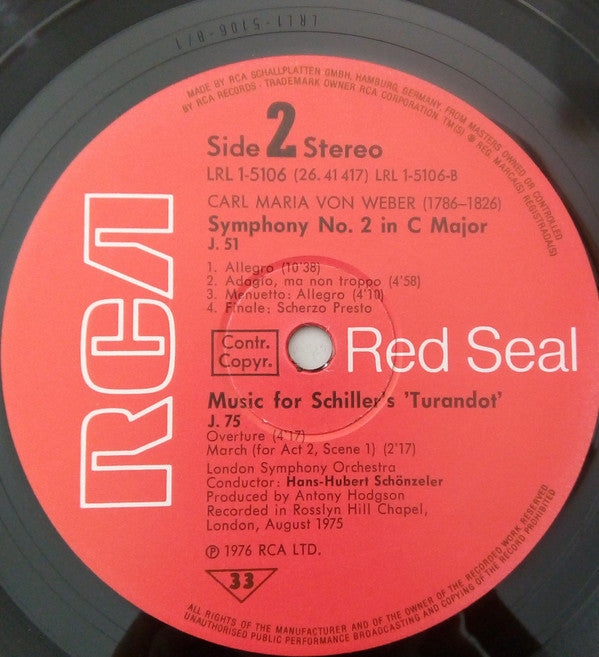 LRL1-5106-B/1
MADE BY RCA SCHALLPLATTEN GMBH, HAMBURG, GERMANY, FROM MASTERS OWNED OR CONTROLLED
BY RCA RECORDS · TRADEMARK OWNER RCA CORPORATION TM(S) ® REG. MARCA(S) REGISTRADA(S)
Side 2 Stereo
LRL 1-5106 (26. 41 417) LRL 1-5106-B
CARL MARIA VON WEBER (1786–1826)
Symphony No. 2 in C Major
J. 51
1. Allegro (10'38)
2. Adagio, ma non troppo (4'58)
3. Menuetto: Allegro (4'10)
4. Finale: Scherzo Presto
Contr.
Copyr.
RCA
Red Seal
Music for Schiller's 'Turandot'
J. 75
Overture (4'17)
March (for Act 2, Scene 1) (2'17)
London Symphony Orchestra
Conductor: Hans-Hubert Schönzeler
Produced by Antony Hodgson
Recorded in Rosslyn Hill Chapel,
London, August 1975
℗ 1976 RCA LTD.
33
ALL RIGHTS OF THE MANUFACTURER AND OF THE OWNER OF THE RECORDED WORK RESERVED
UNAUTHORISED PUBLIC PERFORMANCE BROADCASTING AND COPYING OF THE RECORD PROHIBITED